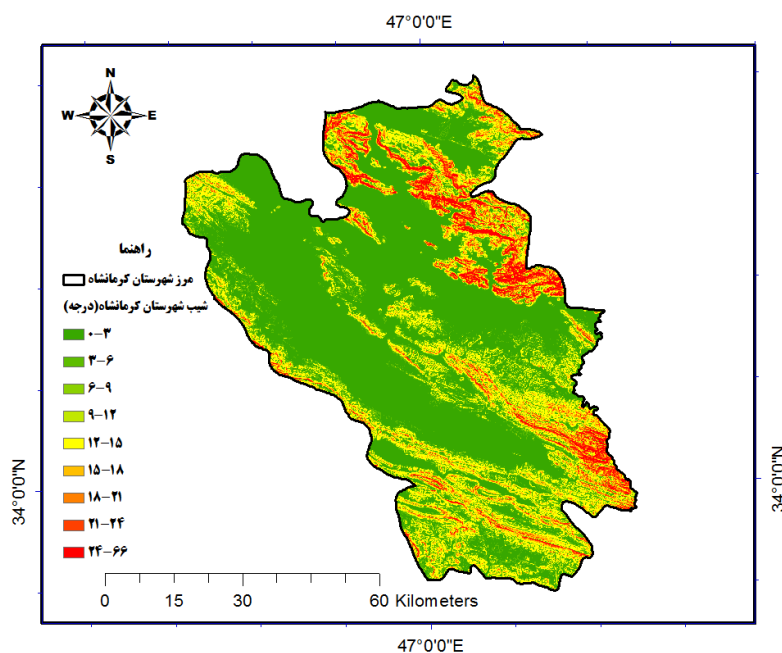 47°0'0"E
N
W E
S
راهنما
مرز شهرستان کرمانشاه
شیب شهرستان کرمانشاه(درجه)
۰-۳
۳-۶
۶-۹
۹-۱۲
۱۲-۱۵
۱۵-۱۸
۱۸-۲۱
۲۱-۲۴
۲۴-۶۶
34°0'0"N
34°0'0"N
0 15 30 60 Kilometers
47°0'0"E